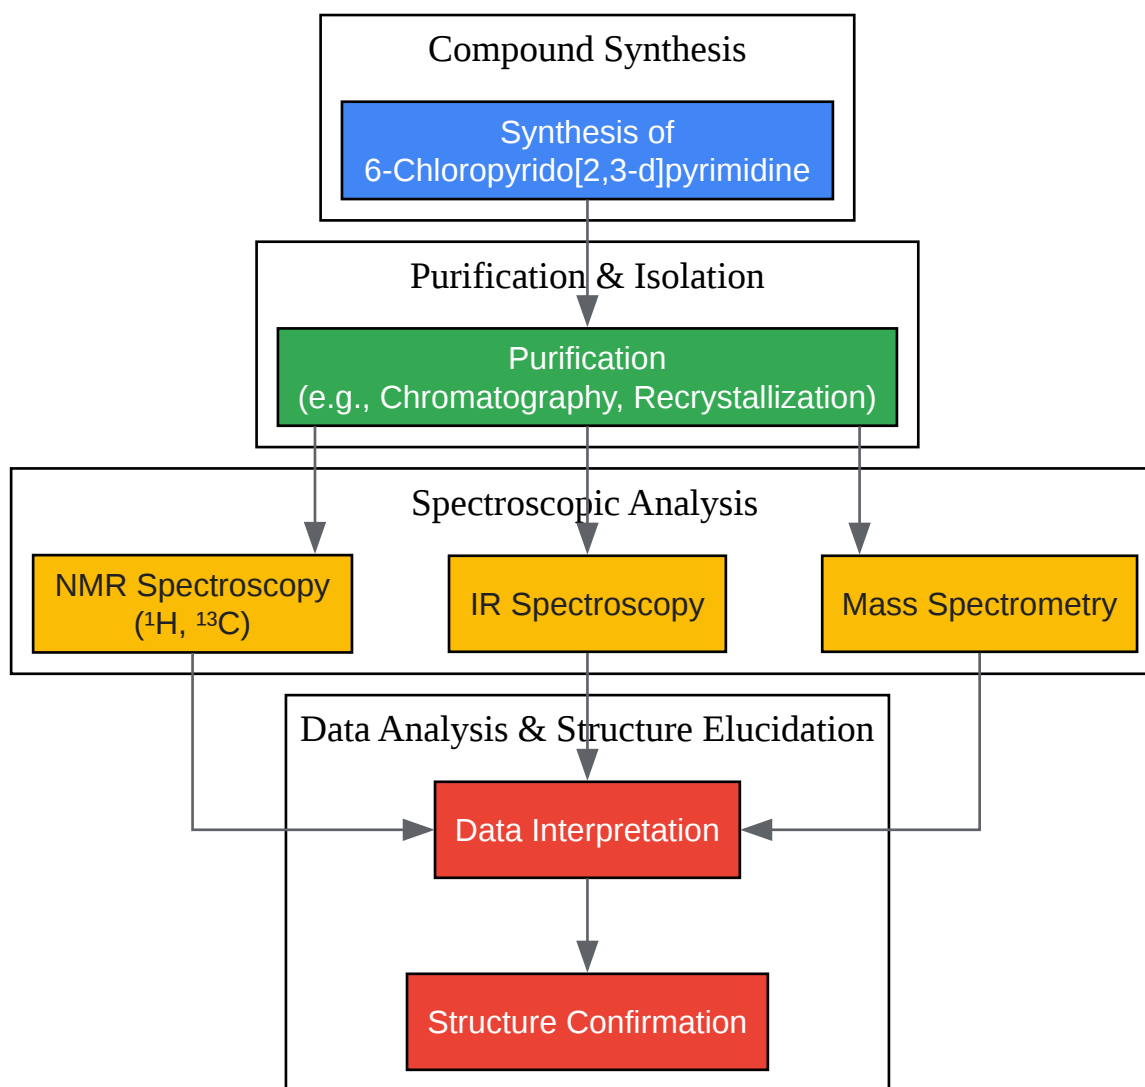 Compound Synthesis
Synthesis of
6-Chloropyrido[2,3-d]pyrimidine
Purification & Isolation
Purification
(e.g., Chromatography, Recrystallization)
Spectroscopic Analysis
NMR Spectroscopy
(¹H, ¹³C)
IR Spectroscopy
Mass Spectrometry
Data Analysis & Structure Elucidation
Data Interpretation
Structure Confirmation